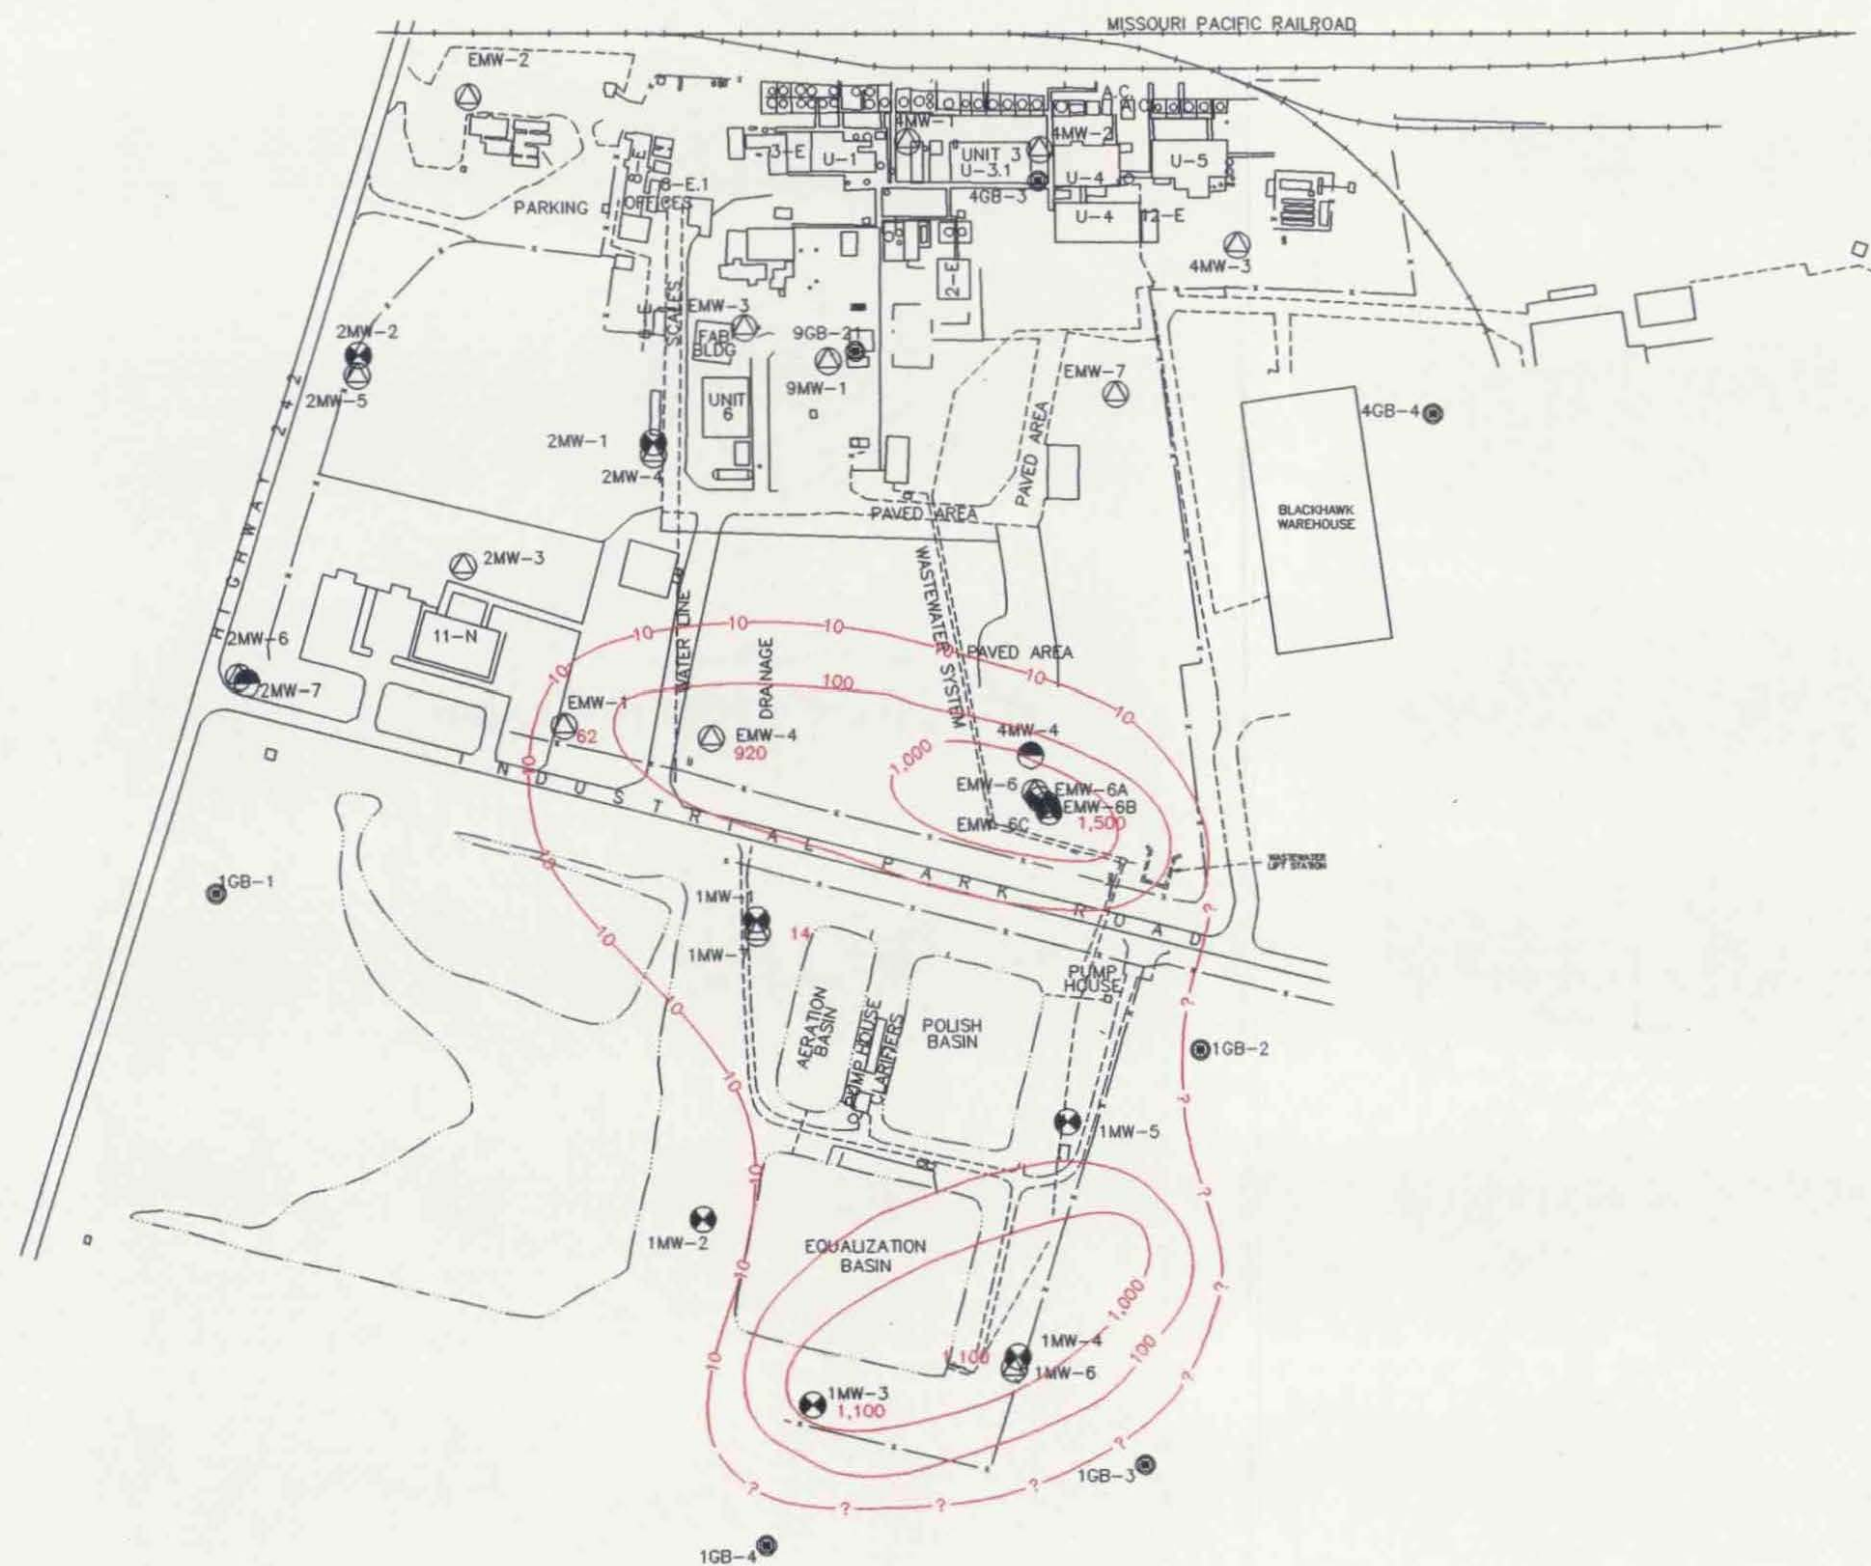 MISSOURI PACIFIC RAILROAD
EMW-2
A.C.
4MW-1
4MW-2
3-E
U-1
UNIT 3
U-3.1
U-4
U-5
8-E
8-E.1
OFFICES
PARKING
4GB-3
U-4
12-E
4MW-3
2-E
SCALES
EMW-3
FAB
BLDG
9GB-21
9MW-1
2MW-2
2MW-5
EMW-7
UNIT
6
PAVED AREA
4GB-4
2MW-1
2MW-4
HIGHWAY 242
PAVED AREA
BLACKHAWK
WAREHOUSE
2MW-3
WATER LINE
WASTEWATER SYSTEM
11-N
2MW-6
2MW-7
DRAINAGE
PAVED AREA
10
10
10
10
10
10
10
10
100
EMW-1
62
EMW-4
920
4MW-4
1,000
EMW-6
EMW-6A
EMW-6B
EMW-6C
1,500
10
INDUSTRIAL PARK ROAD
WASTEWATER
LIFT STATION
10
1GB-1
1MW-1
14
1MW-
?
10
10
PUMP
HOUSE
?
AERATION
BASIN
PUMP HOUSE
CLARIFIERS
POLISH
BASIN
1GB-2
10
?
1MW-5
10
?
1MW-2
EQUALIZATION
BASIN
10
1,000
?
1MW-4
1,100
1MW-6
100
10
?
1MW-3
1,100
?
1GB-3
?
?
?
?
1GB-4